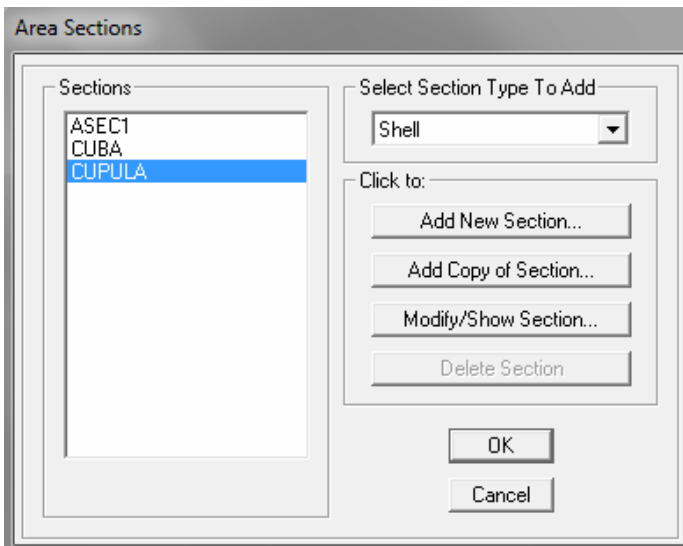 Area Sections
Sections
ASEC1
CUBA
CUPULA
Select Section Type To Add
Shell
Click to:
Add New Section...
Add Copy of Section...
Modify/Show Section...
Delete Section
OK
Cancel